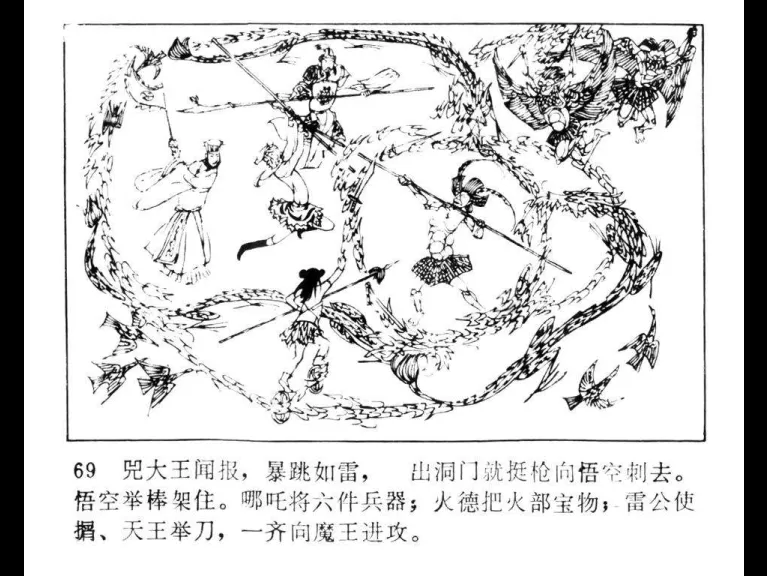 69 兕大王闻报，暴跳如雷， 出洞门就挺枪向悟空刺去。
悟空举棒架住。哪吒将六件兵器；火德把火部宝物；雷公使
揟、天王举刀，一齐向魔王进攻。